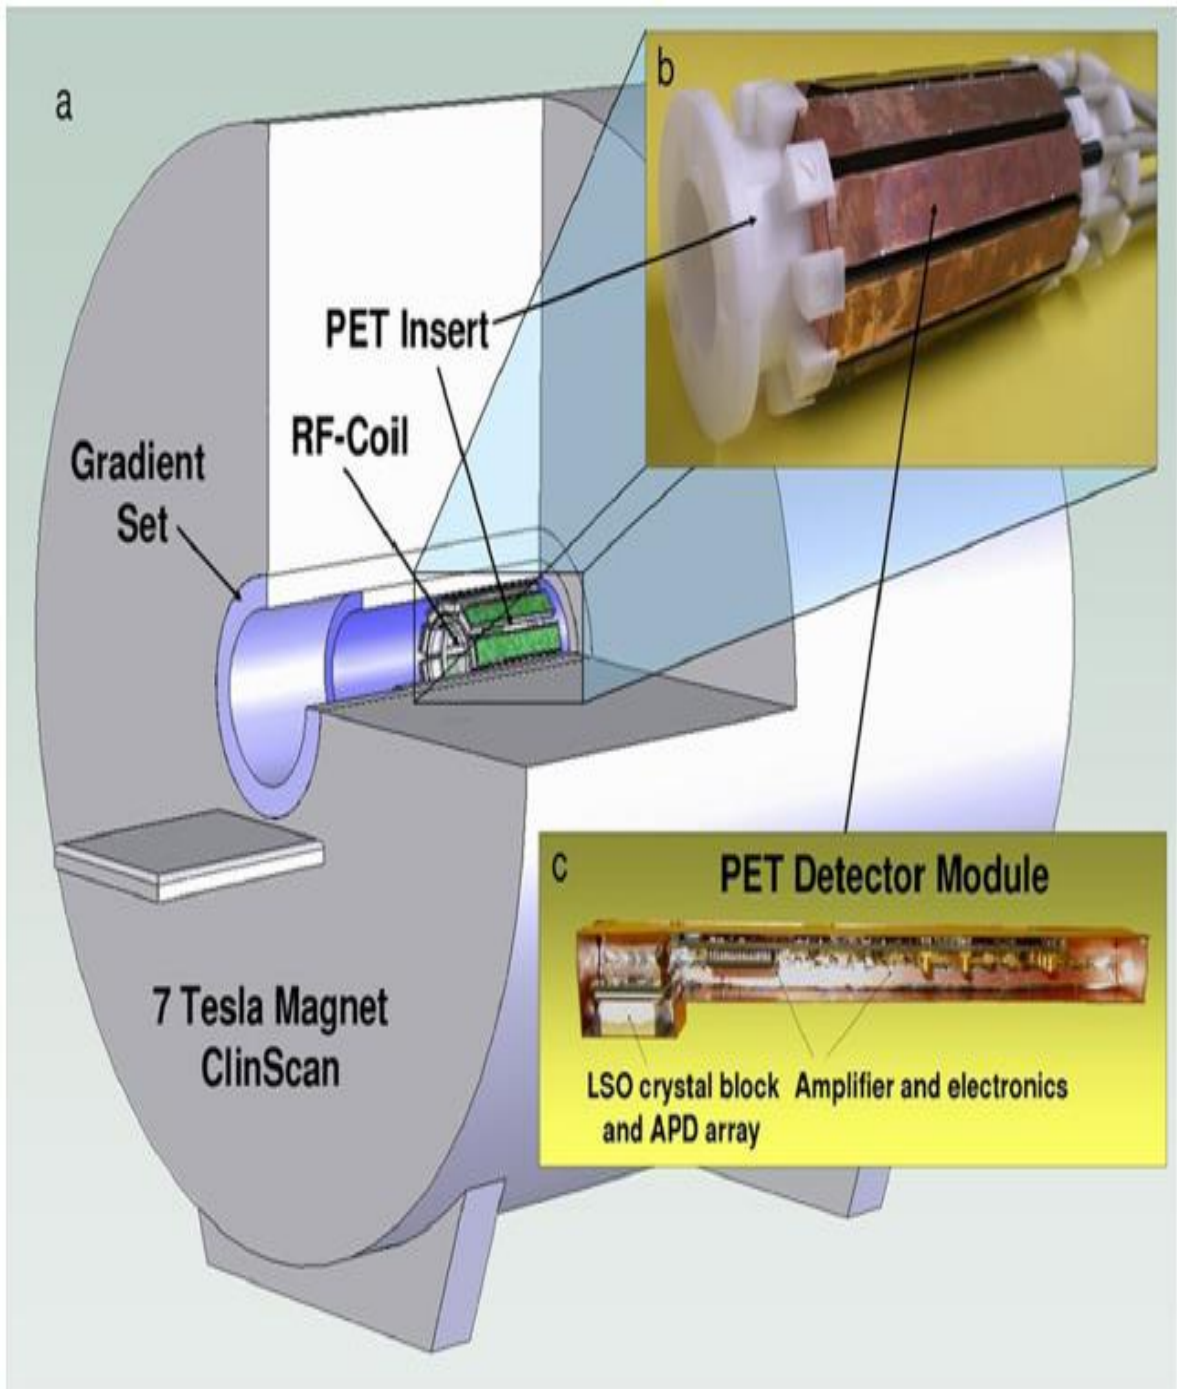 a
b
PET Insert
RF-Coil
Gradient
Set
c
PET Detector Module
7 Tesla Magnet
ClinScan
LSO crystal block Amplifier and electronics
and APD array